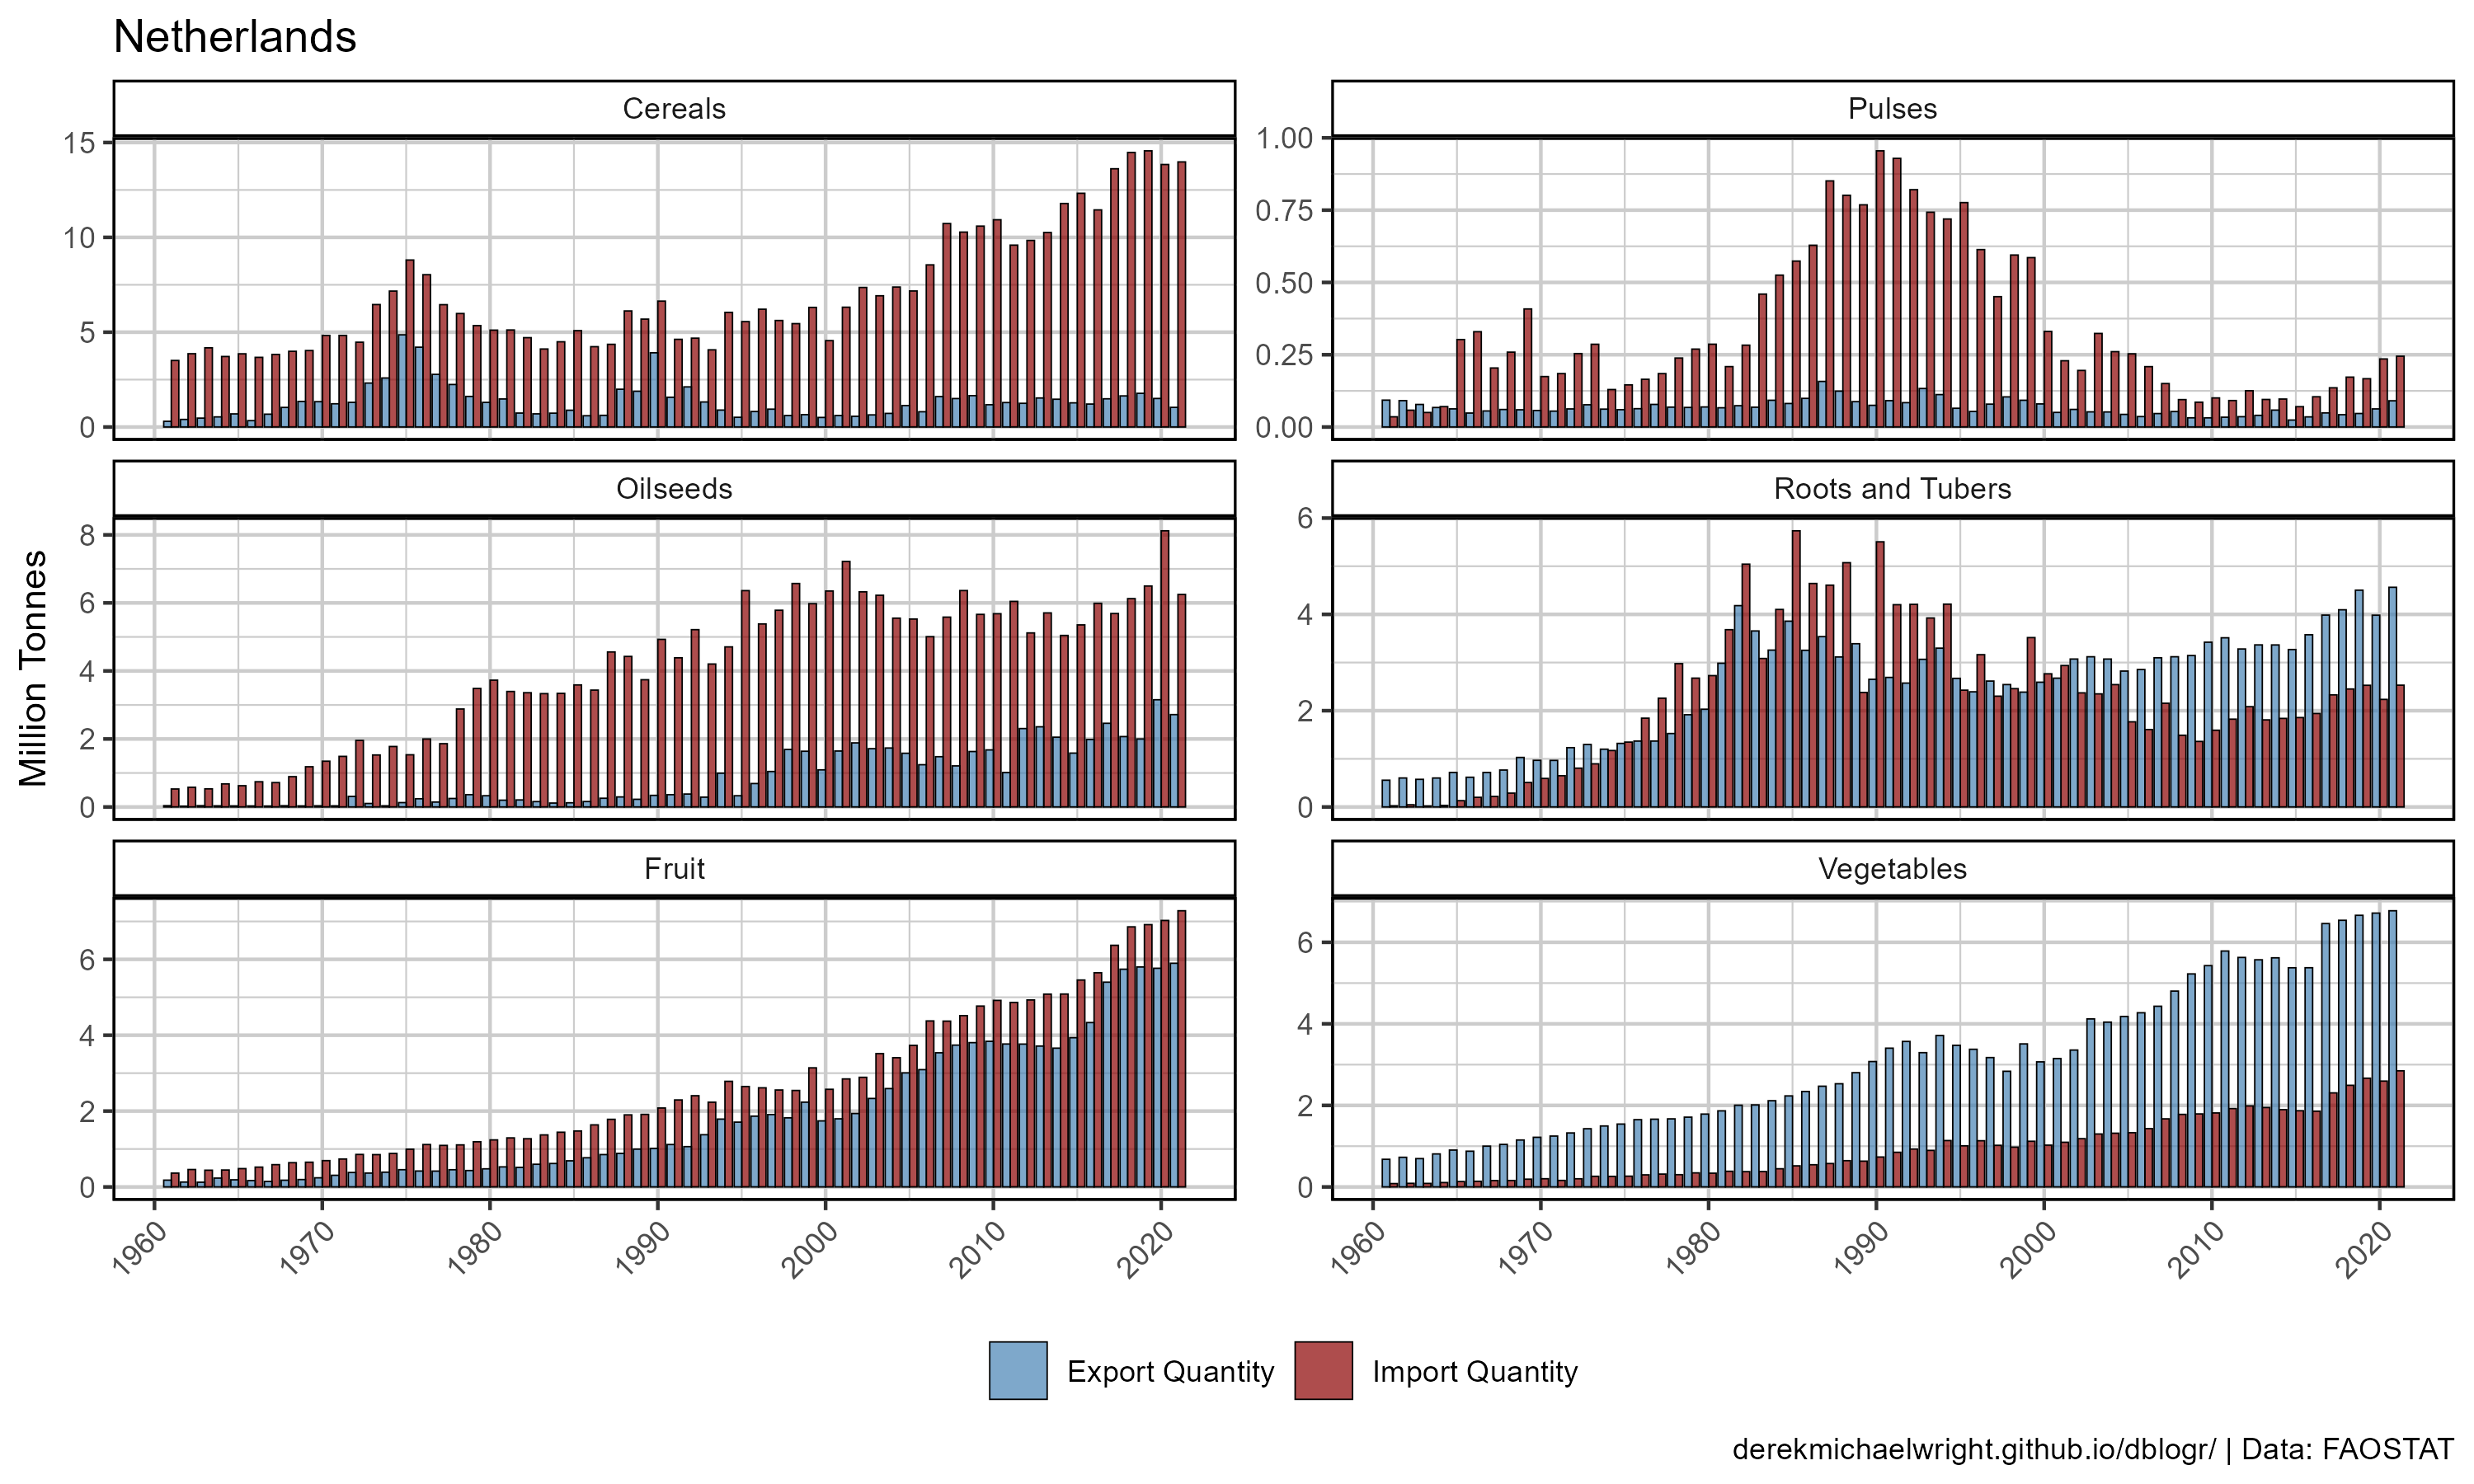 Netherlands
Cereals
15
10
5
0
Pulses
1.00
0.75
0.50
0.25
0.00
Million Tonnes
Oilseeds
8
6
4
2
0
Roots and Tubers
6
4
2
0
Fruit
6
4
2
0
Vegetables
6
4
2
0
1960 1970 1980 1990 2000 2010 2020
1960 1970 1980 1990 2000 2010 2020
Export Quantity Import Quantity
derekmichaelwright.github.io/dblogr/ | Data: FAOSTAT